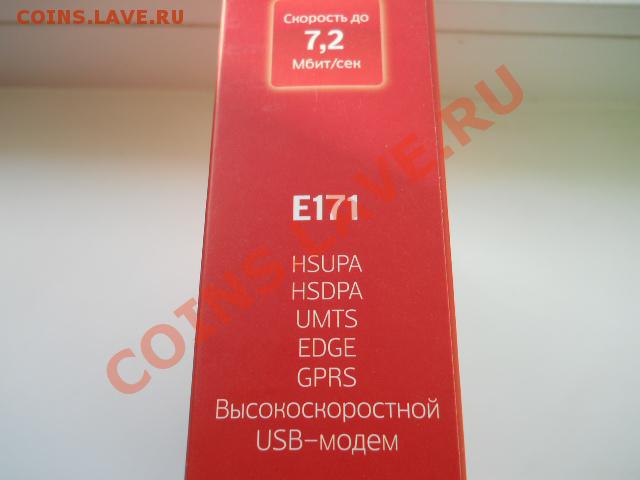 COINS.LAVE.RU
Скорость до
7,2
Мбит/сек
E171
HSUPA
HSDPA
UMTS
EDGE
GPRS
Высокоскоростной
USB-модем
COINS.LAVE.РУ